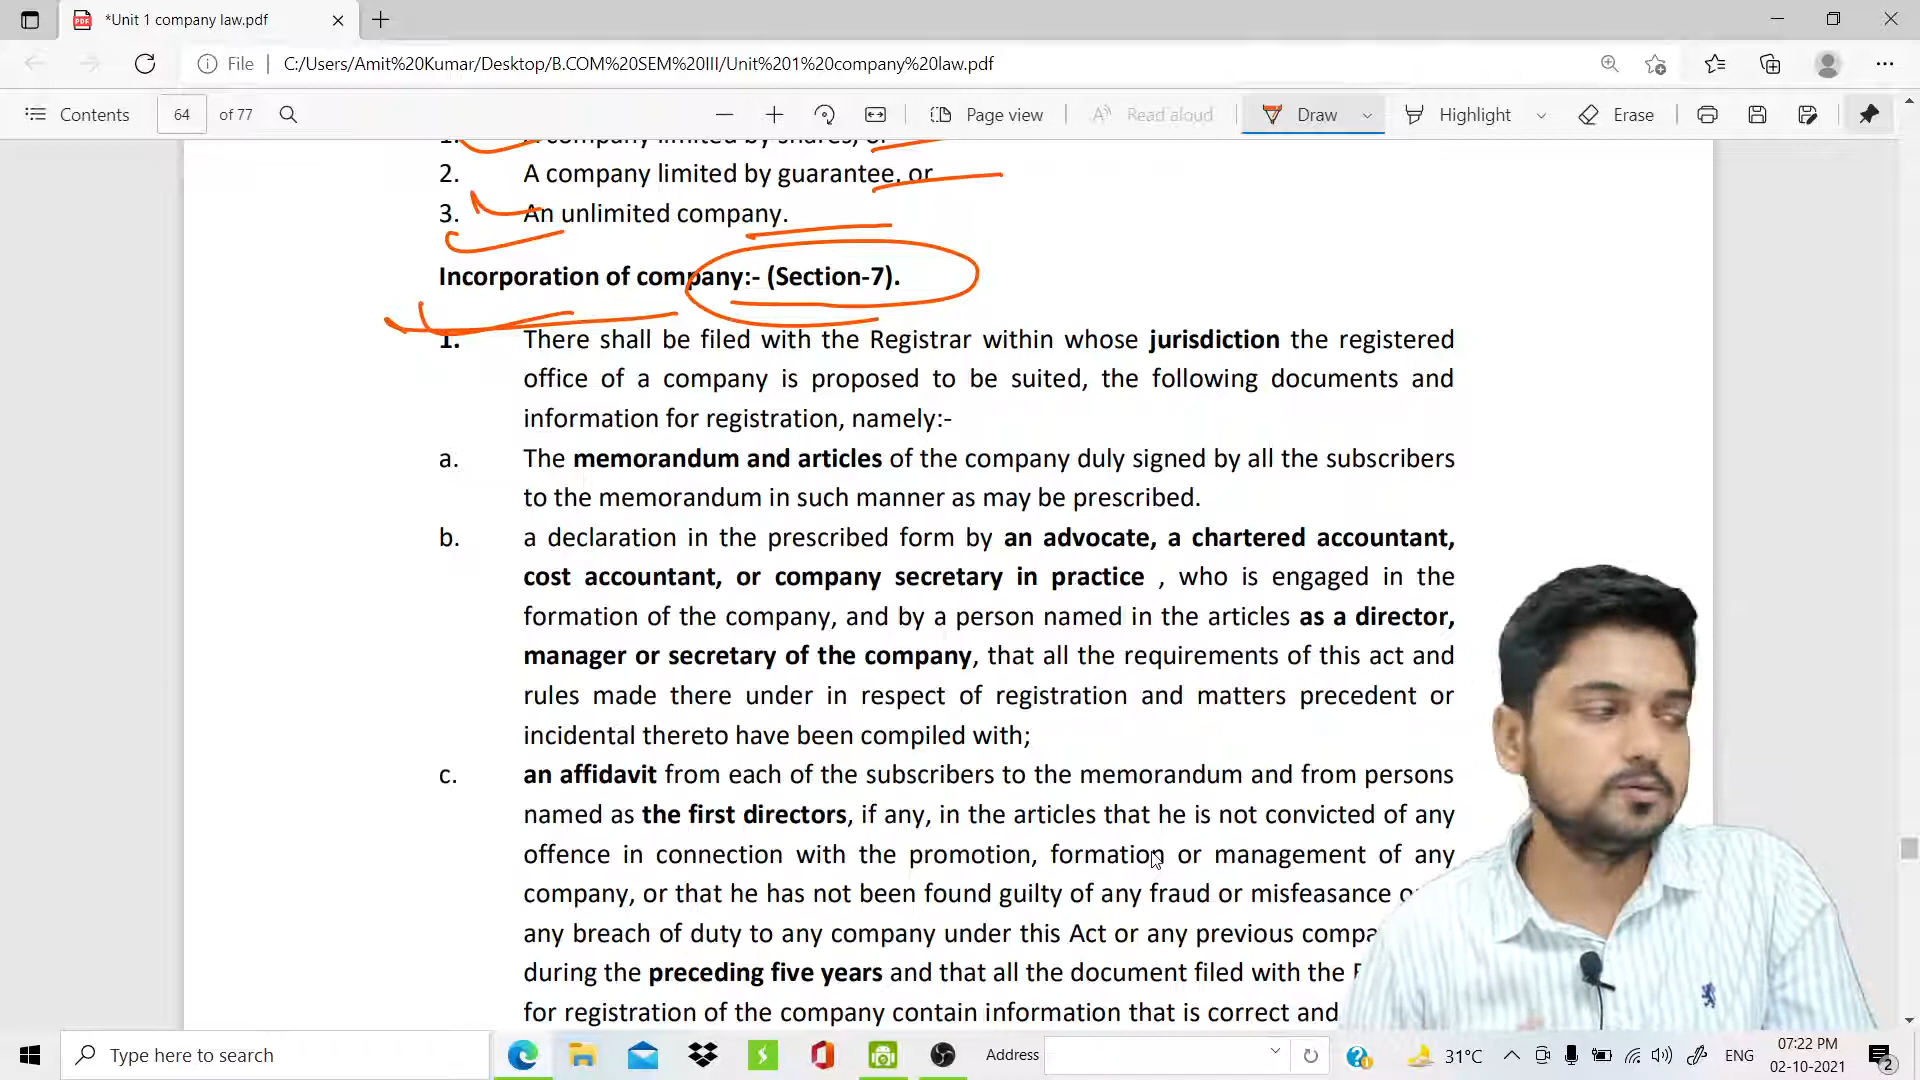 *Unit 1 company law.pdf
File C:/Users/Amit%20Kumar/Desktop/B.COM%20SEM%20III/Unit%201%20company%20law.pdf
Contents 64 of 77 Page view Read aloud Draw Highlight Erase
1. A company limited by shares, or
2. A company limited by guarantee, or
3. An unlimited company.
Incorporation of company:- (Section-7).
1. There shall be filed with the Registrar within whose jurisdiction the registered
office of a company is proposed to be suited, the following documents and
information for registration, namely:-
a. The memorandum and articles of the company duly signed by all the subscribers
to the memorandum in such manner as may be prescribed.
b. a declaration in the prescribed form by an advocate, a chartered accountant,
cost accountant, or company secretary in practice , who is engaged in the
formation of the company, and by a person named in the articles as a director,
manager or secretary of the company, that all the requirements of this act and
rules made there under in respect of registration and matters precedent or
incidental thereto have been compiled with;
c. an affidavit from each of the subscribers to the memorandum and from persons
named as the first directors, if any, in the articles that he is not convicted of any
offence in connection with the promotion, formation or management of any
company, or that he has not been found guilty of any fraud or misfeasance
any breach of duty to any company under this Act or any previous
during the preceding five years and that all the document filed with the
for registration of the company contain information that is correct and
Type here to search Address 31°C ENG 07:22 PM
02-10-2021 2